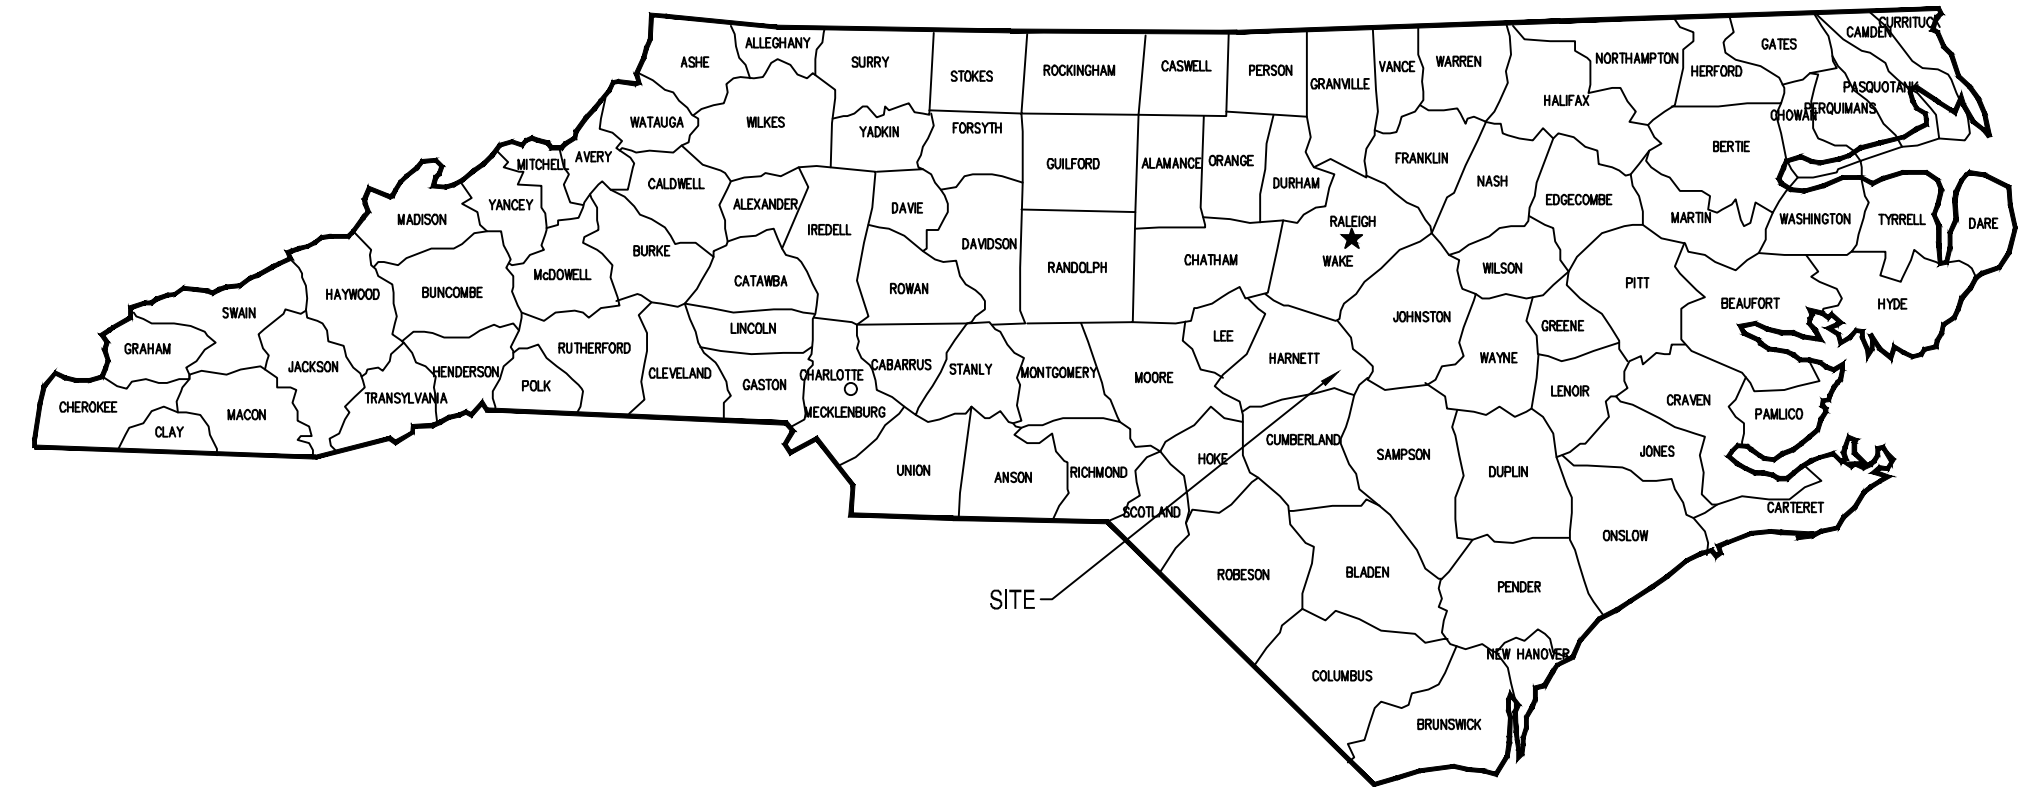 CURRITUCK
CAMDEN
ALLEGHANY
GATES
ASHE
SURRY
STOKES
ROCKINGHAM
CASWELL
PERSON
GRANVILLE
VANCE
WARREN
NORTHAMPTON
HERFORD
PASQUOTANK
PERQUIMANS
CHOWAN
HALIFAX
WATAUGA
WILKES
YADKIN
FORSYTH
BERTIE
MITCHELL
AVERY
CALDWELL
GUILFORD
ALAMANCE
ORANGE
DURHAM
FRANKLIN
NASH
EDGECOMBE
MADISON
YANCEY
ALEXANDER
IREDELL
DAVIE
DAVIDSON
RALEIGH
WAKE
MARTIN
WASHINGTON
TYRRELL
DARE
BURKE
McDOWELL
CATAWBA
ROWAN
RANDOLPH
CHATHAM
WILSON
PITT
BEAUFORT
HYDE
SWAIN
HAYWOOD
BUNCOMBE
LINCOLN
LEE
JOHNSTON
GREENE
GRAHAM
JACKSON
RUTHERFORD
CLEVELAND
GASTON
CHARLOTTE
CABARRUS
STANLY
MONTGOMERY
MOORE
HARNETT
WAYNE
LENOIR
CRAVEN
PAMLICO
CHEROKEE
CLAY
MACON
TRANSYLVANIA
HENDERSON
POLK
MECKLENBURG
UNION
ANSON
RICHMOND
HOKE
CUMBERLAND
SAMPSON
DUPLIN
JONES
CARTERET
SCOTLAND
ONSLOW
ROBESON
BLADEN
PENDER
SITE
NEW HANOVER
COLUMBUS
BRUNSWICK